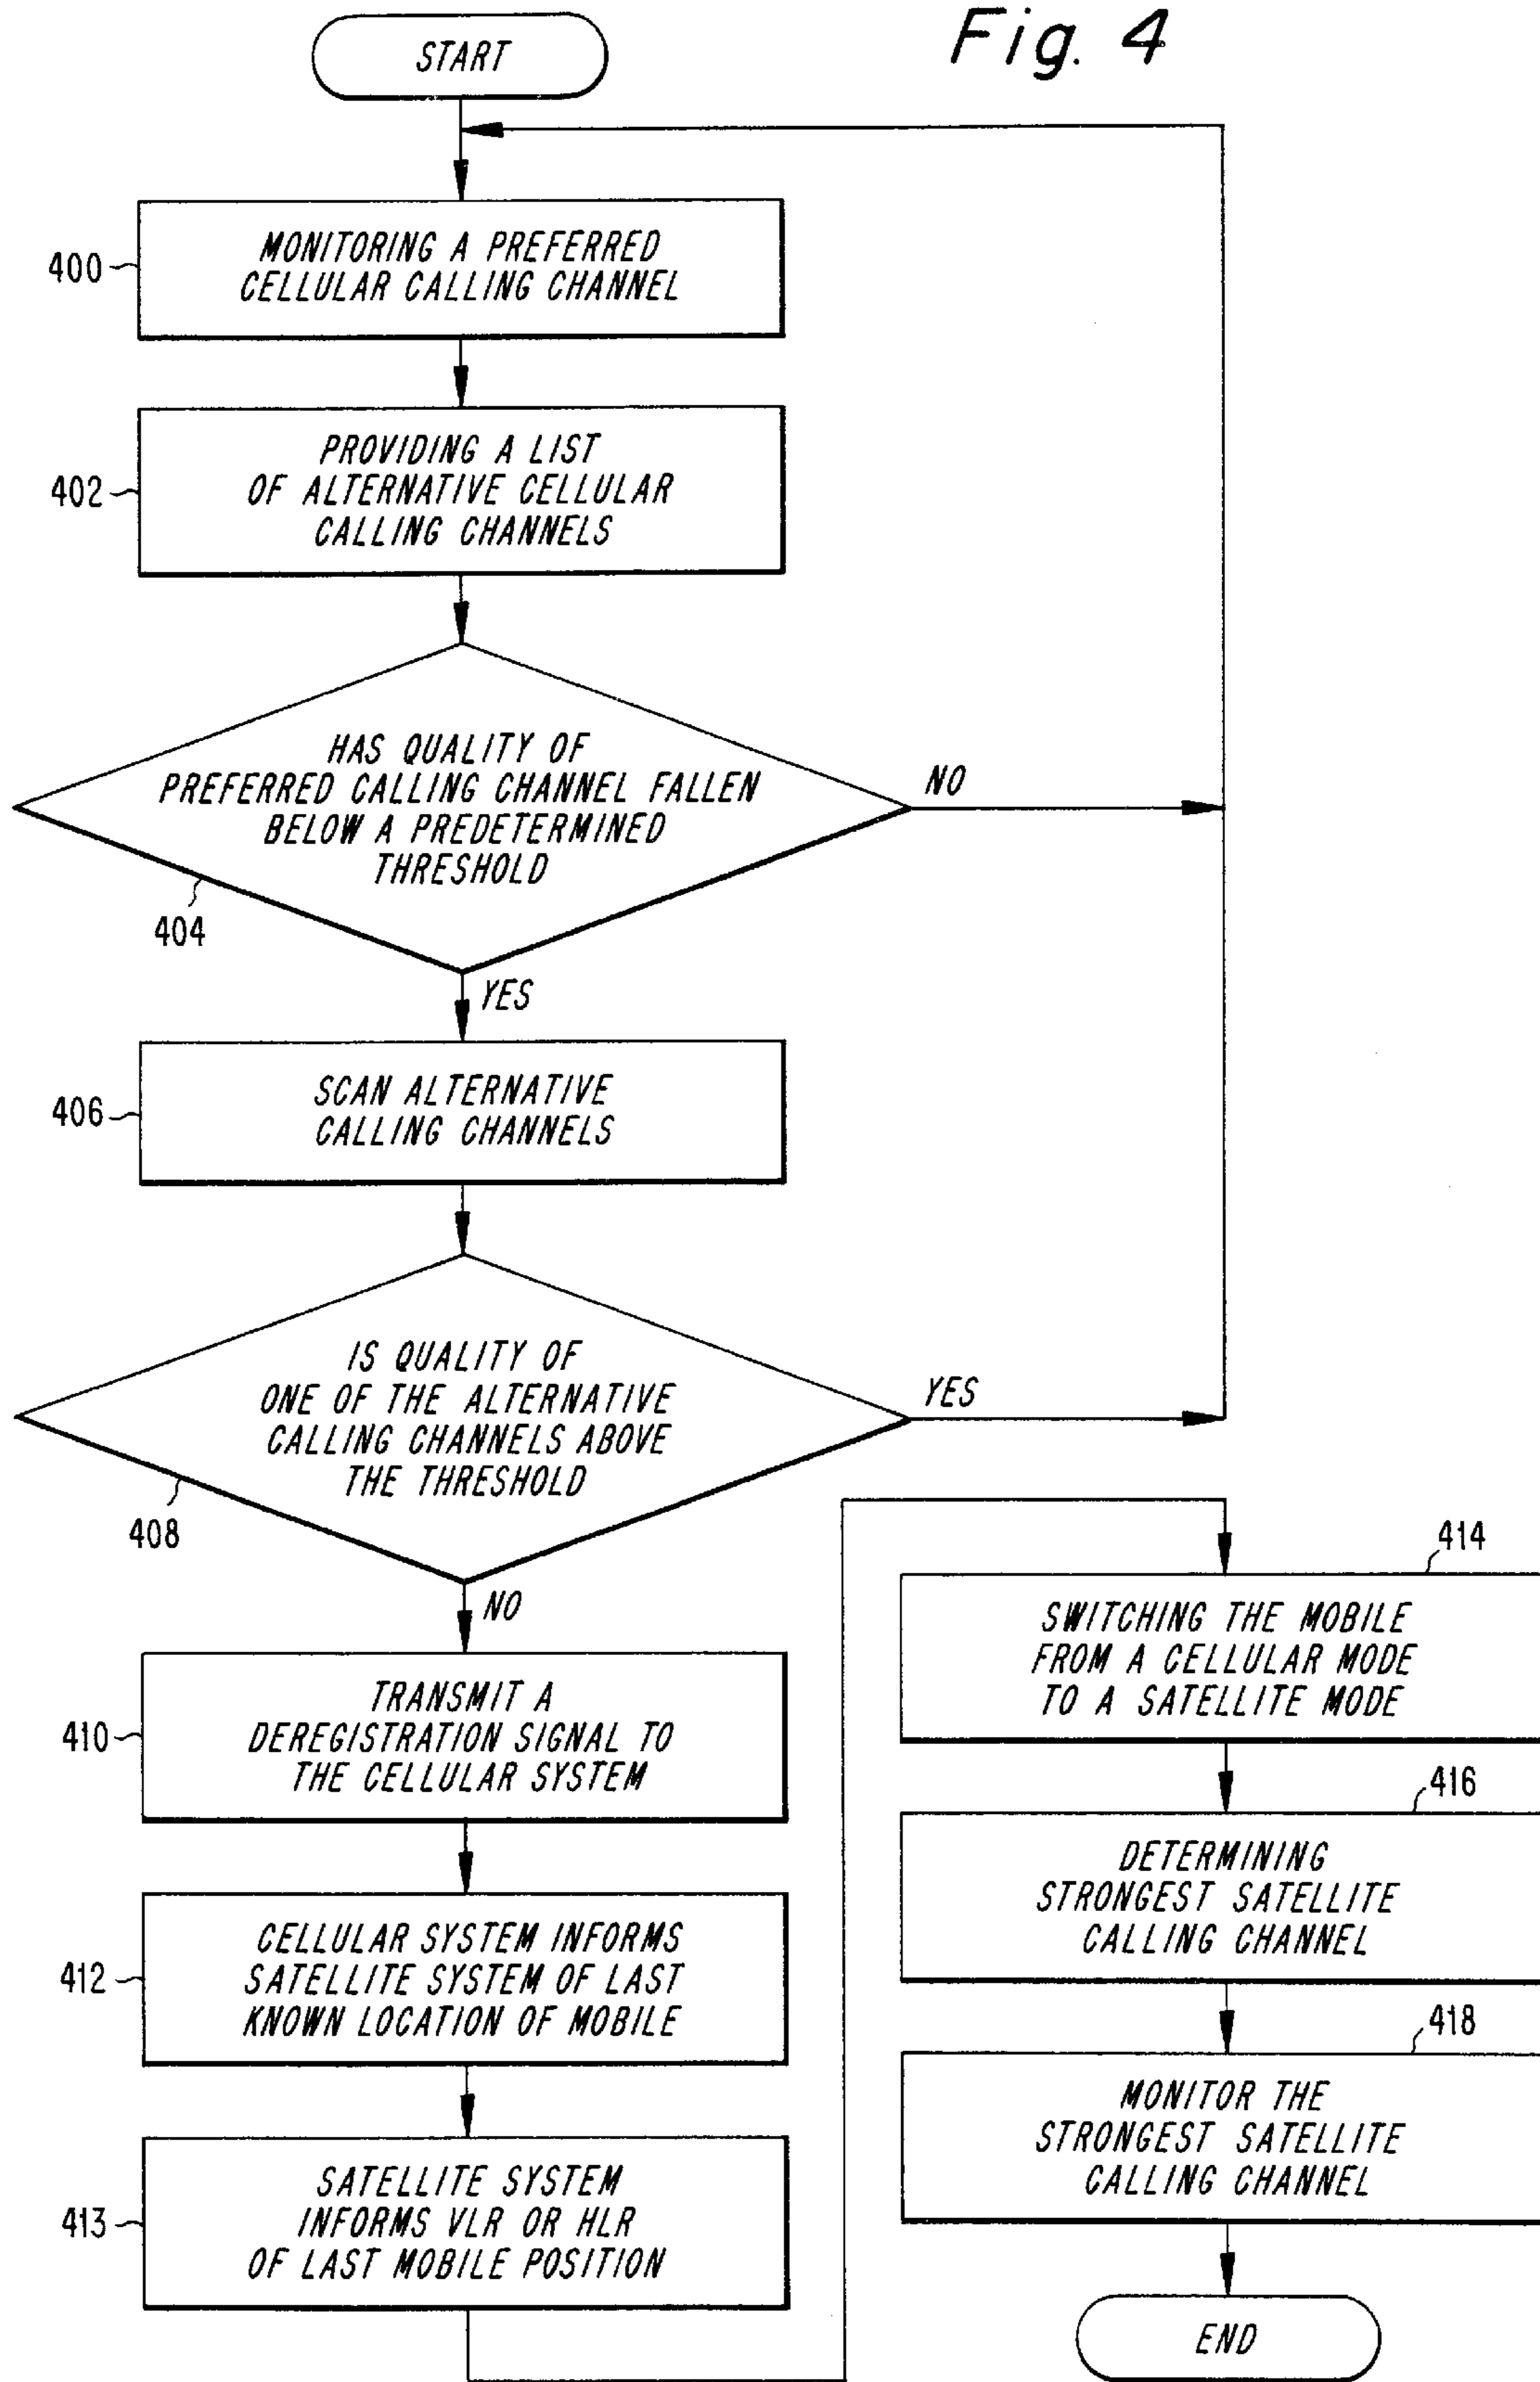 Fig. 4
START
400
MONITORING A PREFERRED
CELLULAR CALLING CHANNEL
402
PROVIDING A LIST
OF ALTERNATIVE CELLULAR
CALLING CHANNELS
HAS QUALITY OF
PREFERRED CALLING CHANNEL FALLEN
BELOW A PREDETERMINED
THRESHOLD
NO
404
YES
406
SCAN ALTERNATIVE
CALLING CHANNELS
IS QUALITY OF
ONE OF THE ALTERNATIVE
CALLING CHANNELS ABOVE
THE THRESHOLD
YES
408
NO
410
TRANSMIT A
DEREGISTRATION SIGNAL TO
THE CELLULAR SYSTEM
412
CELLULAR SYSTEM INFORMS
SATELLITE SYSTEM OF LAST
KNOWN LOCATION OF MOBILE
413
SATELLITE SYSTEM
INFORMS VLR OR HLR
OF LAST MOBILE POSITION
414
SWITCHING THE MOBILE
FROM A CELLULAR MODE
TO A SATELLITE MODE
416
DETERMINING
STRONGEST SATELLITE
CALLING CHANNEL
418
MONITOR THE
STRONGEST SATELLITE
CALLING CHANNEL
END